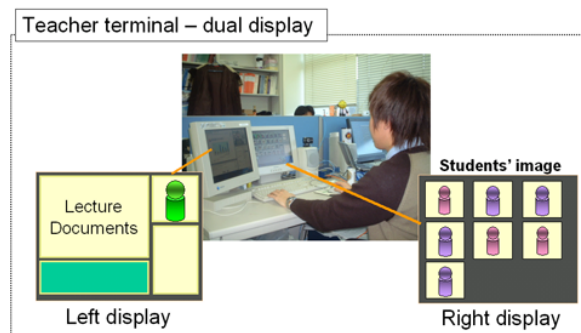 Teacher terminal – dual display
Students' image
Lecture
Documents
Left display
Right display